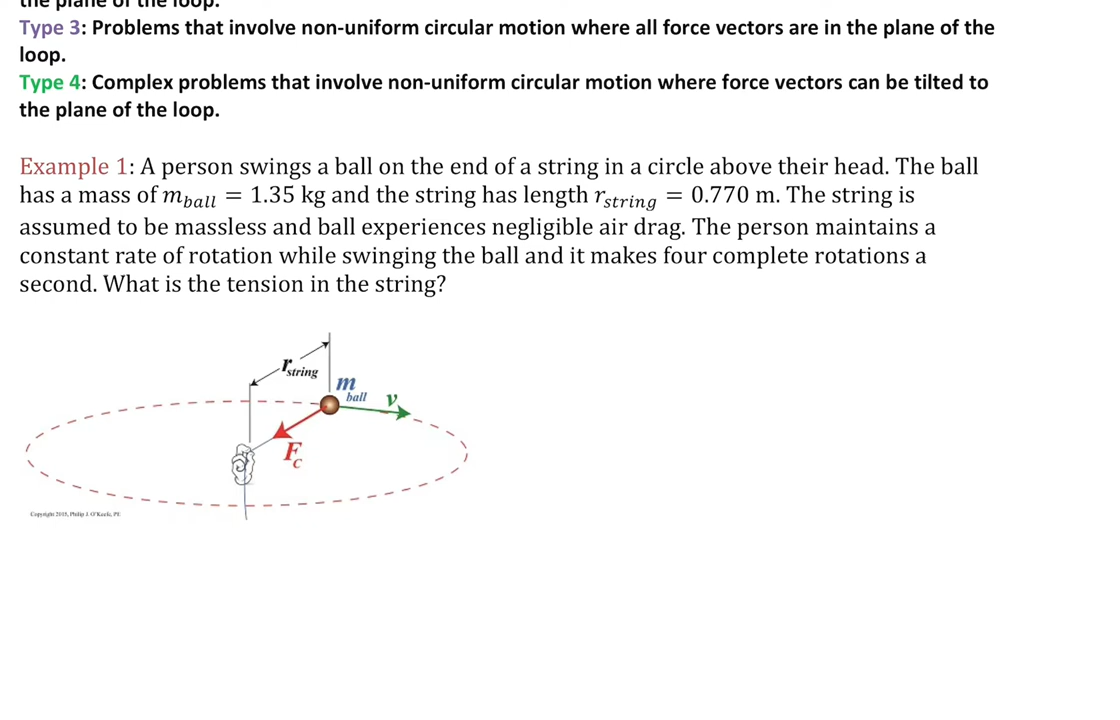 the plane of the loop.
Type 3: Problems that involve non-uniform circular motion where all force vectors are in the plane of the
loop.
Type 4: Complex problems that involve non-uniform circular motion where force vectors can be tilted to
the plane of the loop.
Example 1: A person swings a ball on the end of a string in a circle above their head. The ball
has a mass of m_ball = 1.35 kg and the string has length r_string = 0.770 m. The string is
assumed to be massless and ball experiences negligible air drag. The person maintains a
constant rate of rotation while swinging the ball and it makes four complete rotations a
second. What is the tension in the string?
r string
m ball
v
F c
Copyright 2015, Philip J. O'Keefe, PE